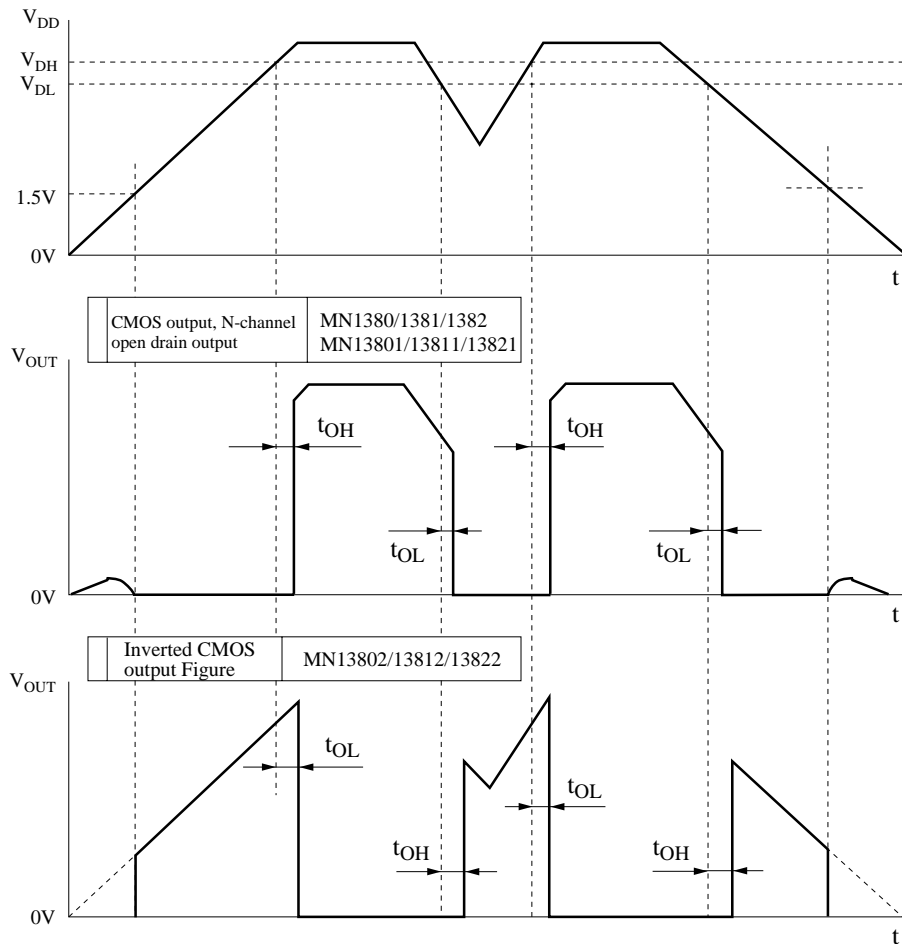 VDD
VDH
VDL
1.5V
0V
t
CMOS output, N-channel
open drain output
MN1380/1381/1382
MN13801/13811/13821
VOUT
tOH
tOH
tOL
tOL
0V
t
Inverted CMOS
output Figure
MN13802/13812/13822
VOUT
tOL
tOL
tOH
tOH
0V
t